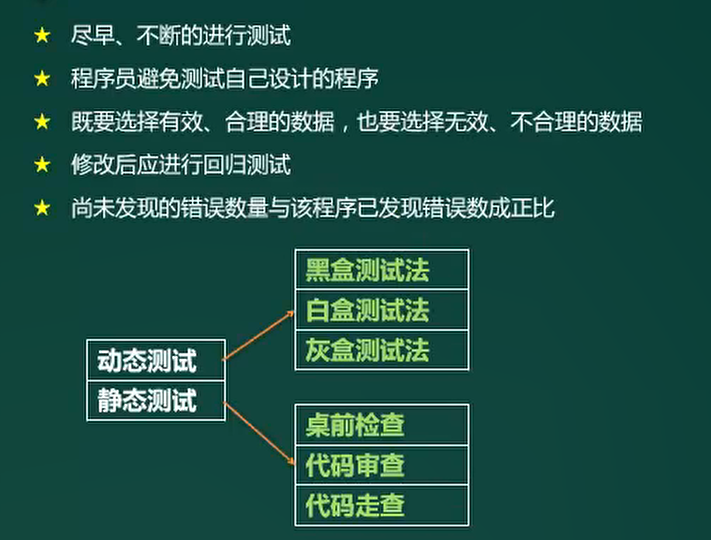 尽早、不断的进行测试
程序员避免测试自己设计的程序
既要选择有效、合理的数据，也要选择无效、不合理的数据
修改后应进行回归测试
尚未发现的错误数量与该程序已发现错误数成正比
黑盒测试法
白盒测试法
灰盒测试法
动态测试
静态测试
桌前检查
代码审查
代码走查